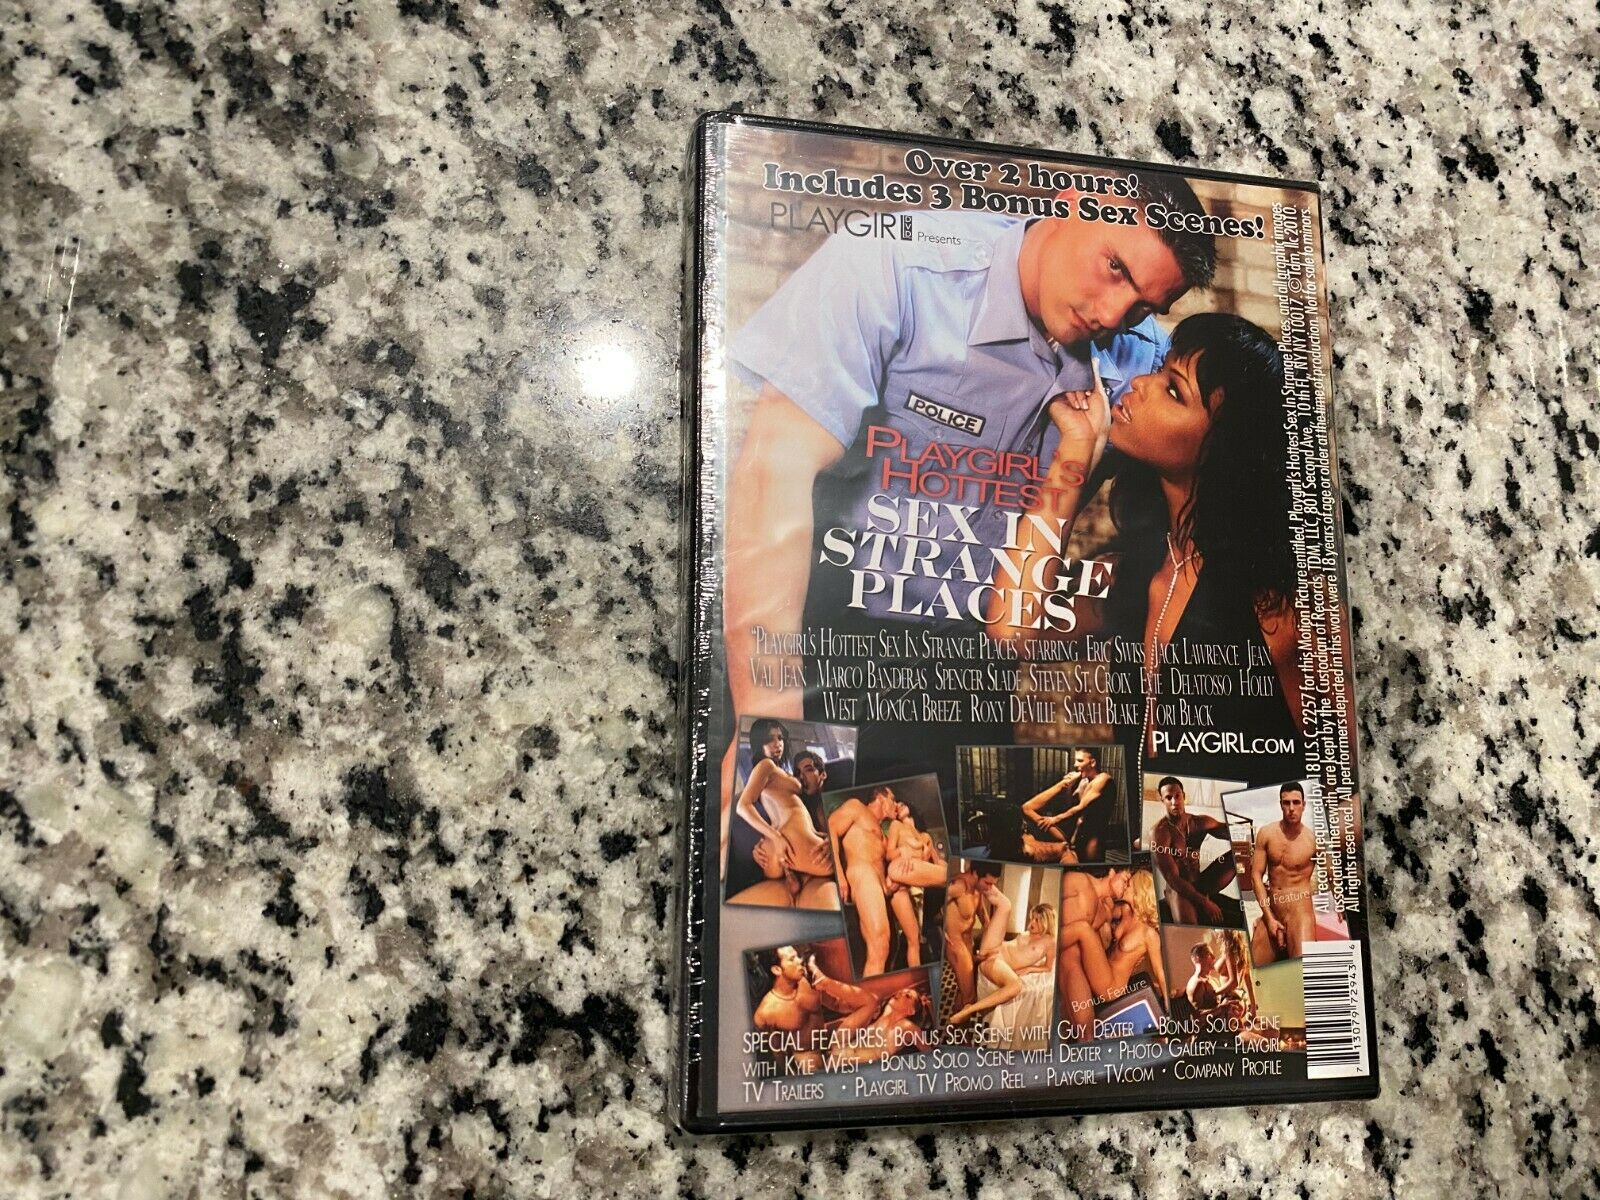 Over 2 hours!
Includes 3 Bonus Sex Scenes!
PLAYGIRL DVD Presents
POLICE
PLAYGIRL'S
HOTTEST
SEX IN
STRANGE
PLACES
"PLAYGIRL'S HOTTEST SEX IN STRANGE PLACES" STARRING ERIC SWISS JACK LAWRENCE JEAN
VAL JEAN MARCO BANDERAS SPENCER SLADE STEVEN ST. CROIX EVIE DELATOSSO HOLLY
WEST MONICA BREEZE ROXY DEVILLE SARAH BLAKE TORI BLACK
PLAYGIRL.COM
Bonus Feature
Bonus Feature
Bonus Feature
SPECIAL FEATURES: BONUS SEX SCENE WITH GUY DEXTER • BONUS SOLO SCENE
WITH KYLE WEST • BONUS SOLO SCENE WITH DEXTER • PHOTO GALLERY • PLAYGIRL
TV TRAILERS • PLAYGIRL TV PROMO REEL • PLAYGIRL TV.COM • COMPANY PROFILE
All records required by 18 U.S.C. 2257 for this Motion Picture entitled, Playgirl's Hottest Sex In Strange Places, and all graphic images
associated therewith, are kept by the Custodian of Records, TDM, LLC, 801 Second Ave, 10th Fl, NY NY 10017. © Tdm, llc 2010.
All rights reserved. All performers depicted in this work were 18 years of age or older at the time of production. Not for sale to minors.
7 13079 72943 6